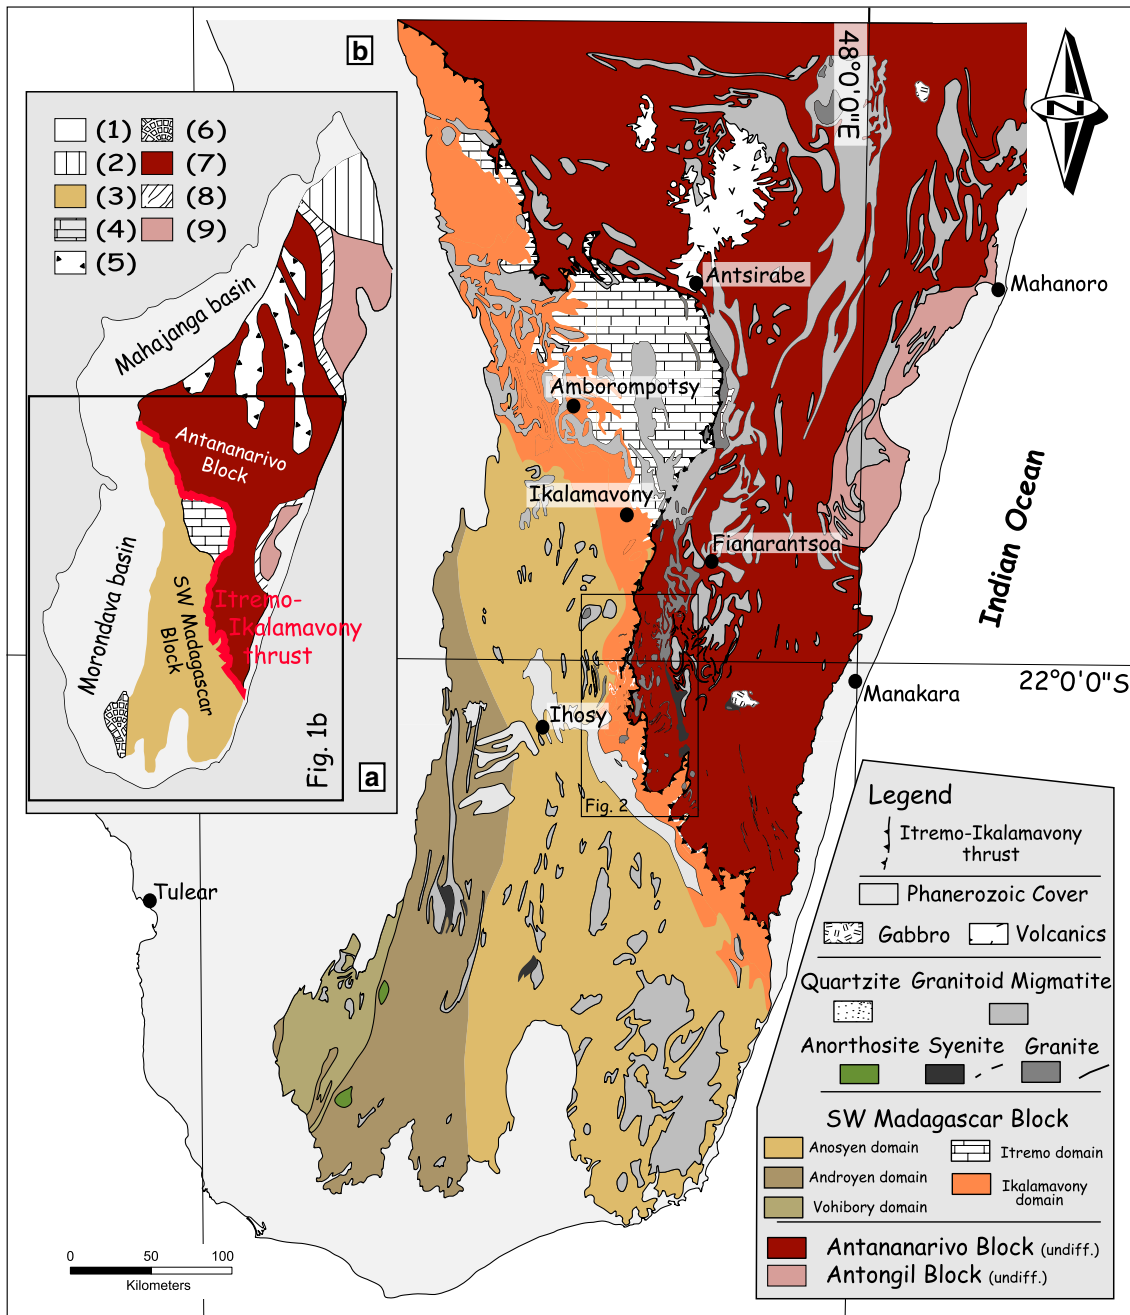 b
48°0'0"E
N
(1)
(6)
(2)
(7)
(3)
(8)
(4)
(9)
(5)
Mahajanga basin
Antananarivo
Block
Morondava basin
SW Madagascar
Block
Itremo-
Ikalamavony
thrust
Fig. 1b
a
Antsirabe
Mahanoro
Amborompotsy
Ikalamavony
Fianarantsoa
Indian Ocean
22°0'0"S
Manakara
Ihosy
Fig. 2
Tulear
Legend
Itremo-Ikalamavony
thrust
Phanerozoic Cover
Gabbro
Volcanics
Quartzite
Granitoid
Migmatite
Anorthosite
Syenite
Granite
SW Madagascar Block
Anosyen domain
Itremo domain
Androyen domain
Ikalamavony
domain
Vohibory domain
Antananarivo Block (undiff.)
Antongil Block (undiff.)
0 50 100
Kilometers